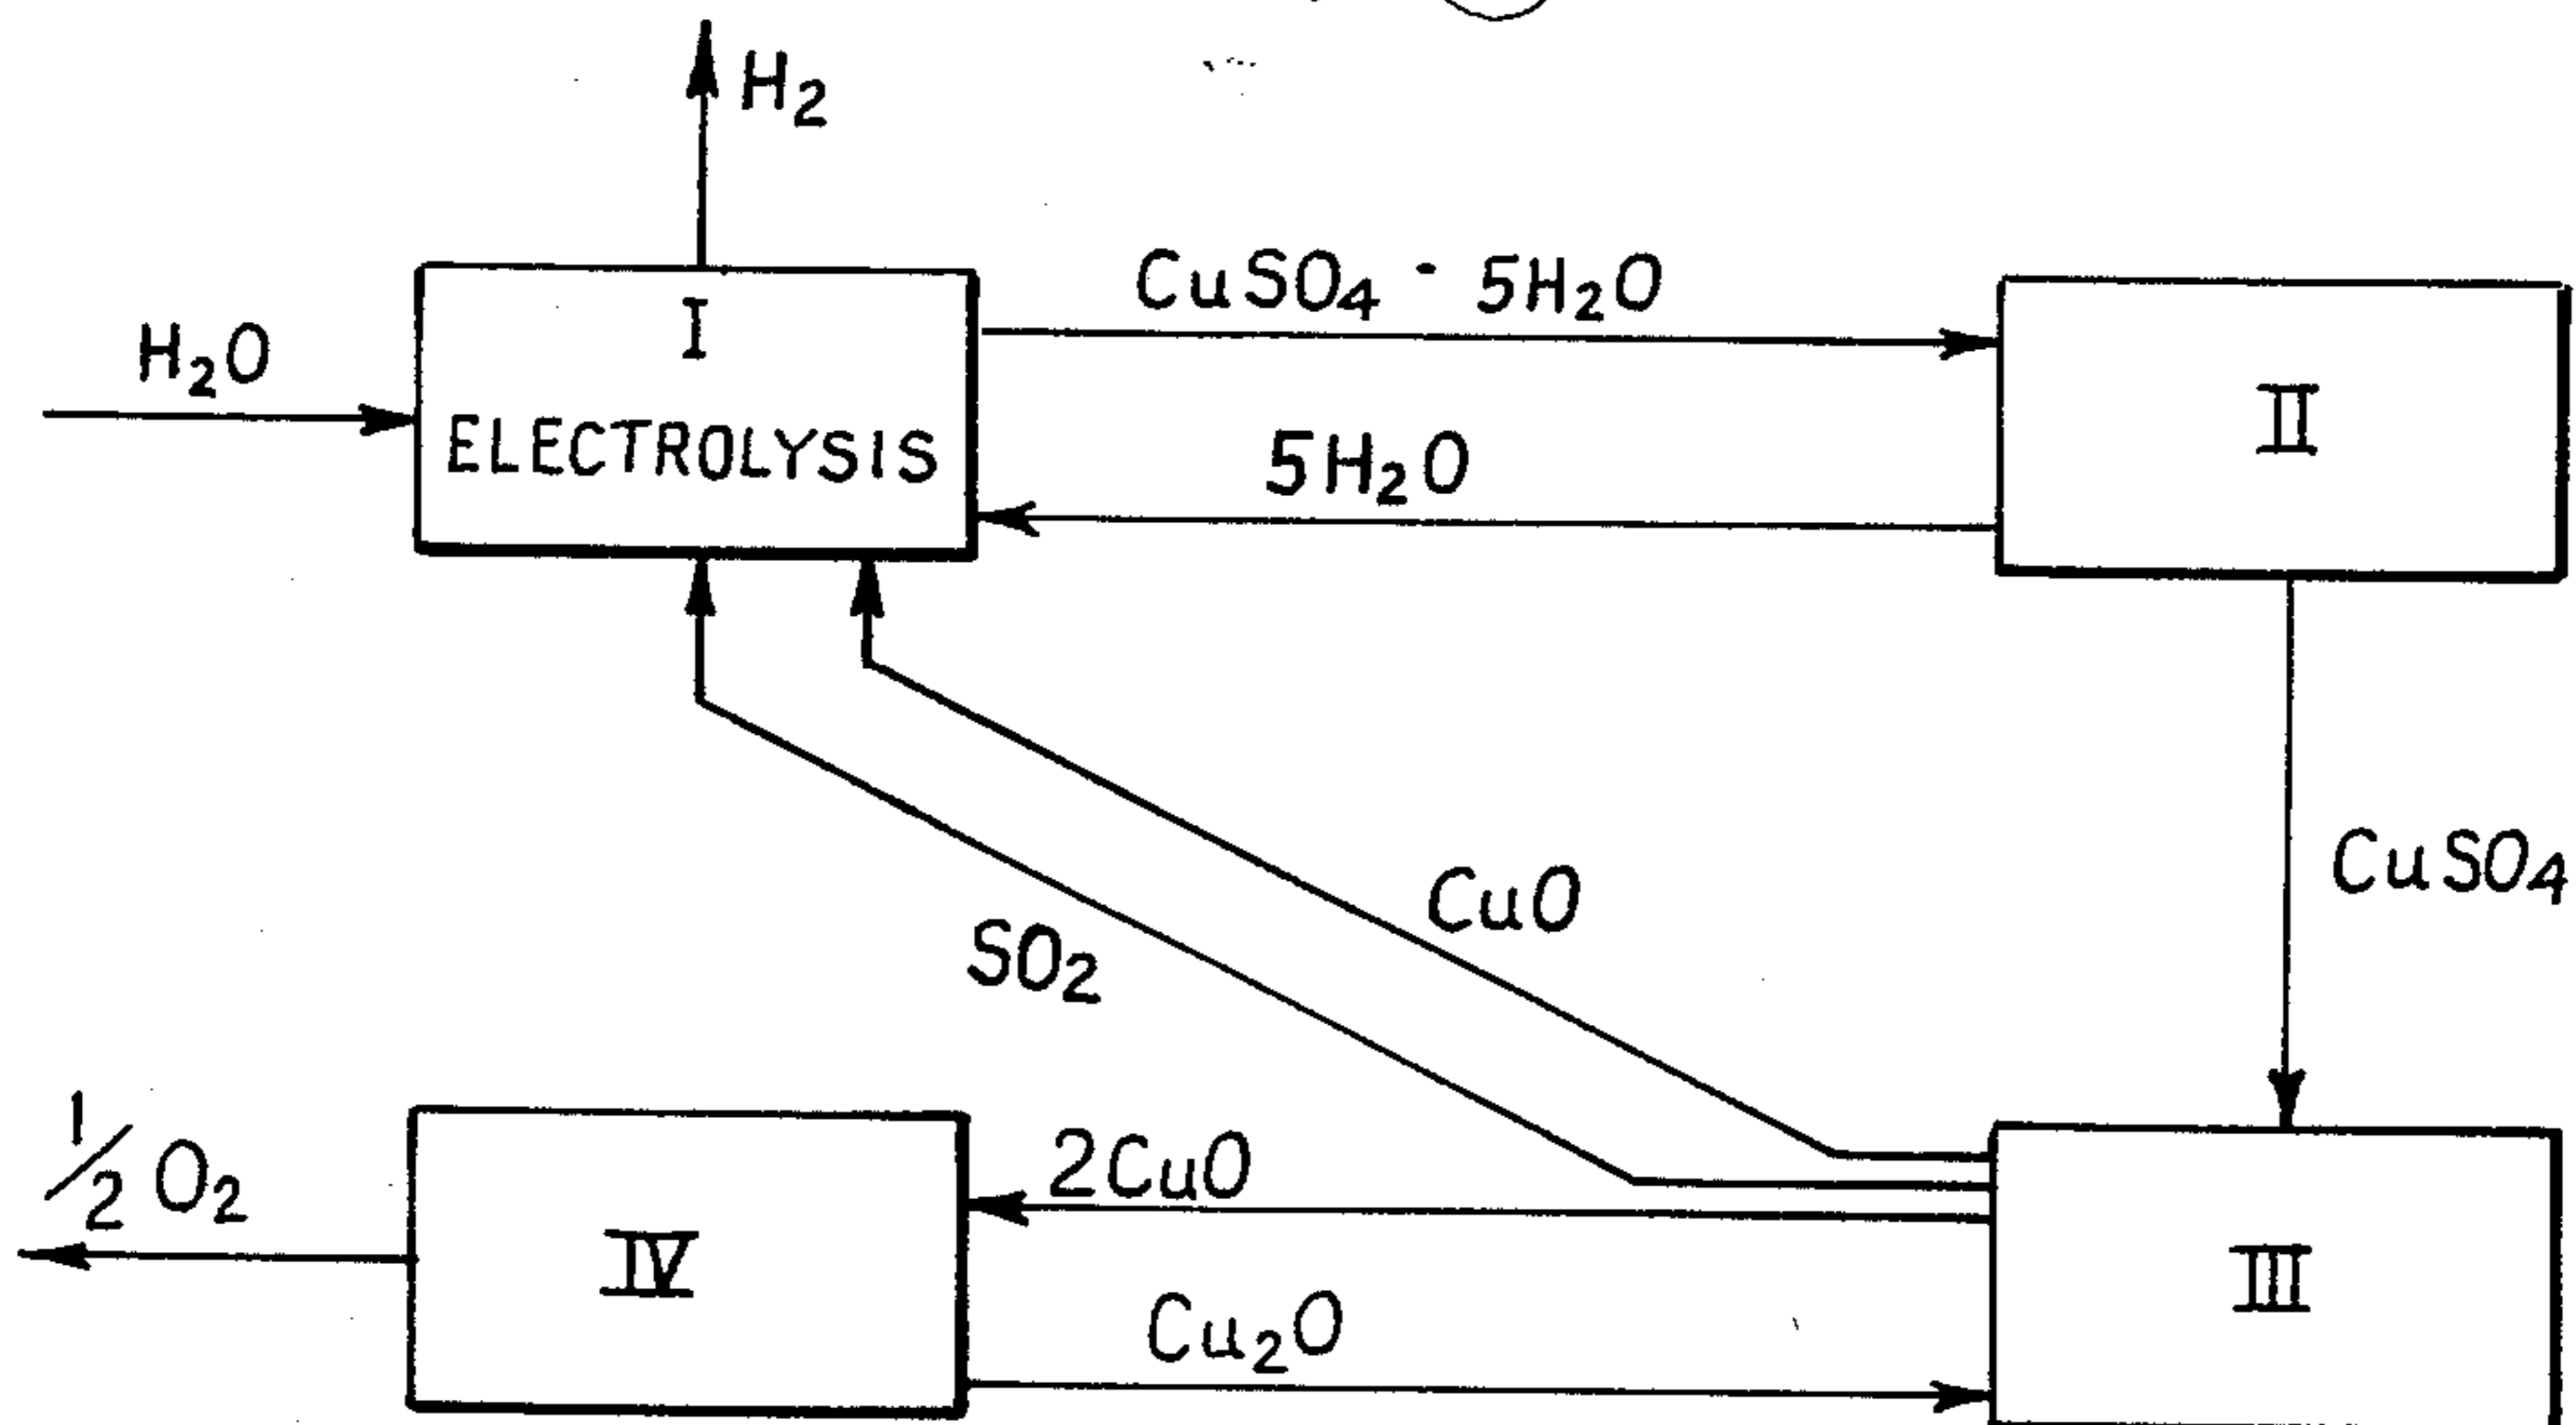 H₂
H₂O
I
ELECTROLYSIS
CuSO₄ · 5H₂O
5H₂O
II
CuSO₄
CuO
SO₂
½ O₂
IV
2CuO
Cu₂O
III